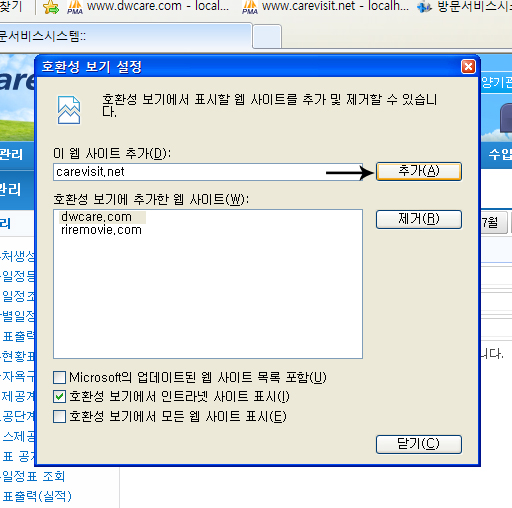 찾기
www.dwcare.com - local...
www.carevisit.net - localh...
방문서비스시스
문서비스시스템::
호환성 보기 설정
호환성 보기에서 표시할 웹 사이트를 추가 및 제거할 수 있습니
다.
이 웹 사이트 추가(D):
carevisit.net
추가(A)
호환성 보기에 추가한 웹 사이트(W):
dwcare.com
riremovie.com
제거(R)
Microsoft의 업데이트된 웹 사이트 목록 포함(U)
호환성 보기에서 인트라넷 사이트 표시(I)
호환성 보기에서 모든 웹 사이트 표시(E)
닫기(C)
양기관
관리
수입
관리
리
7월
처생성
일정등
일정조
별일정
표출력
현황표
자욕구
제공계
공단계
스제공
표 공지
일정표 조회
표출력(실적)
니다.